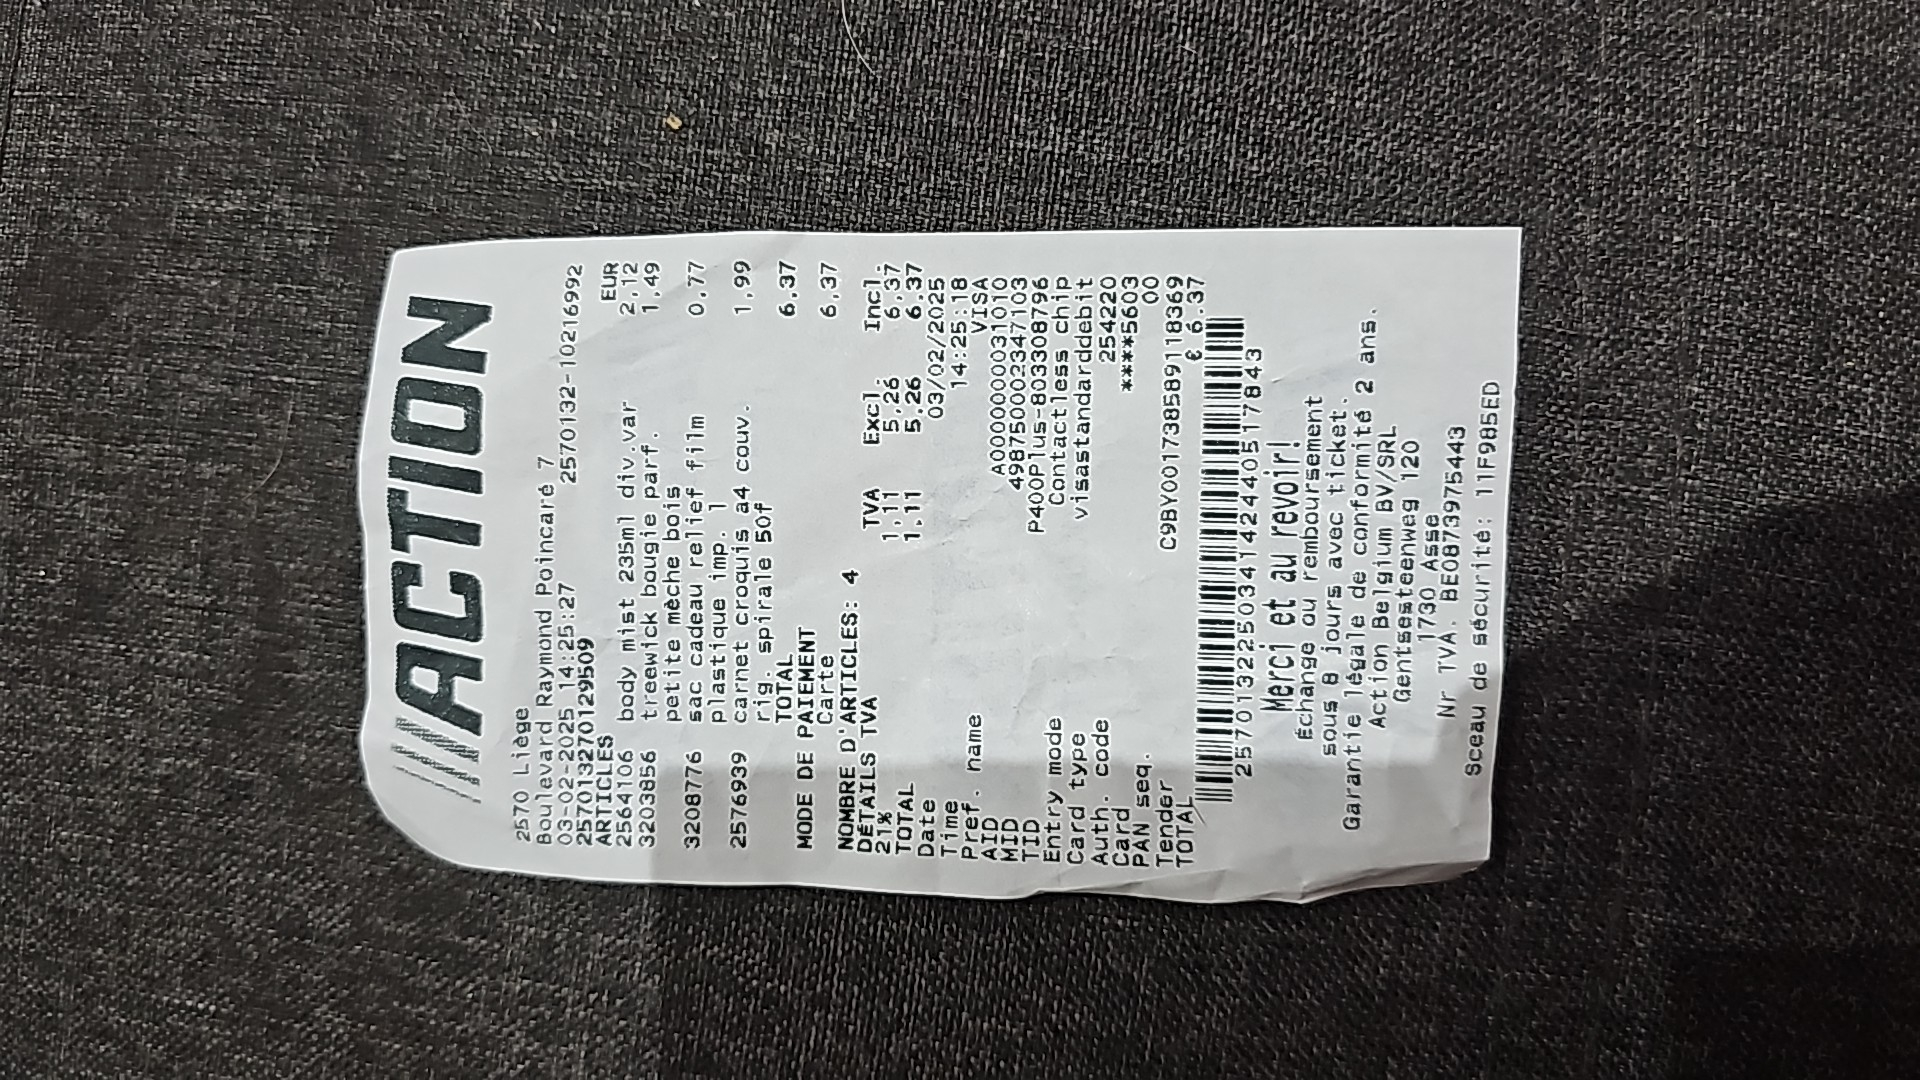 ACTION
2570 Liège
Boulevard Raymond Poincaré 7
03-02-2025 14:25:27 2570132-10216992
2570132701295​09
ARTICLES EUR
2564106 body mist 235ml div.var 2,12
3203856 treewick bougie parf. 1,49
petite mèche bois
3208776 sac cadeau relief film 0,77
plastique imp. 1
2576939 carnet croquis a4 couv. 1,99
rig. spirale 50f
TOTAL 6,37
MODE DE PAIEMENT
Carte 6,37
NOMBRE D'ARTICLES: 4
DÉTAILS TVA TVA Excl. Incl.
21% 1,11 5,26 6,37
TOTAL 1,11 5,26 6,37
Date 03/02/2025
Time 14:25:18
Pref. name VISA
AID A0000000031010
MID 498750002347103
TID P400Plus-803308796
Entry mode Contactless chip
Card type visastandarddebit
Auth. code 254220
Card ****5603
PAN seq. 00
Tender C9BY001738589118369
TOTAL € 6.37
257013225034142440517843
Merci et au revoir!
Échange ou remboursement
sous 8 jours avec ticket.
Garantie légale de conformité 2 ans.
Action Belgium BV/SRL
Gentsesteenweg 120
1730 Asse
Nr TVA. BE0873975443
Sceau de sécurité: 11F985ED